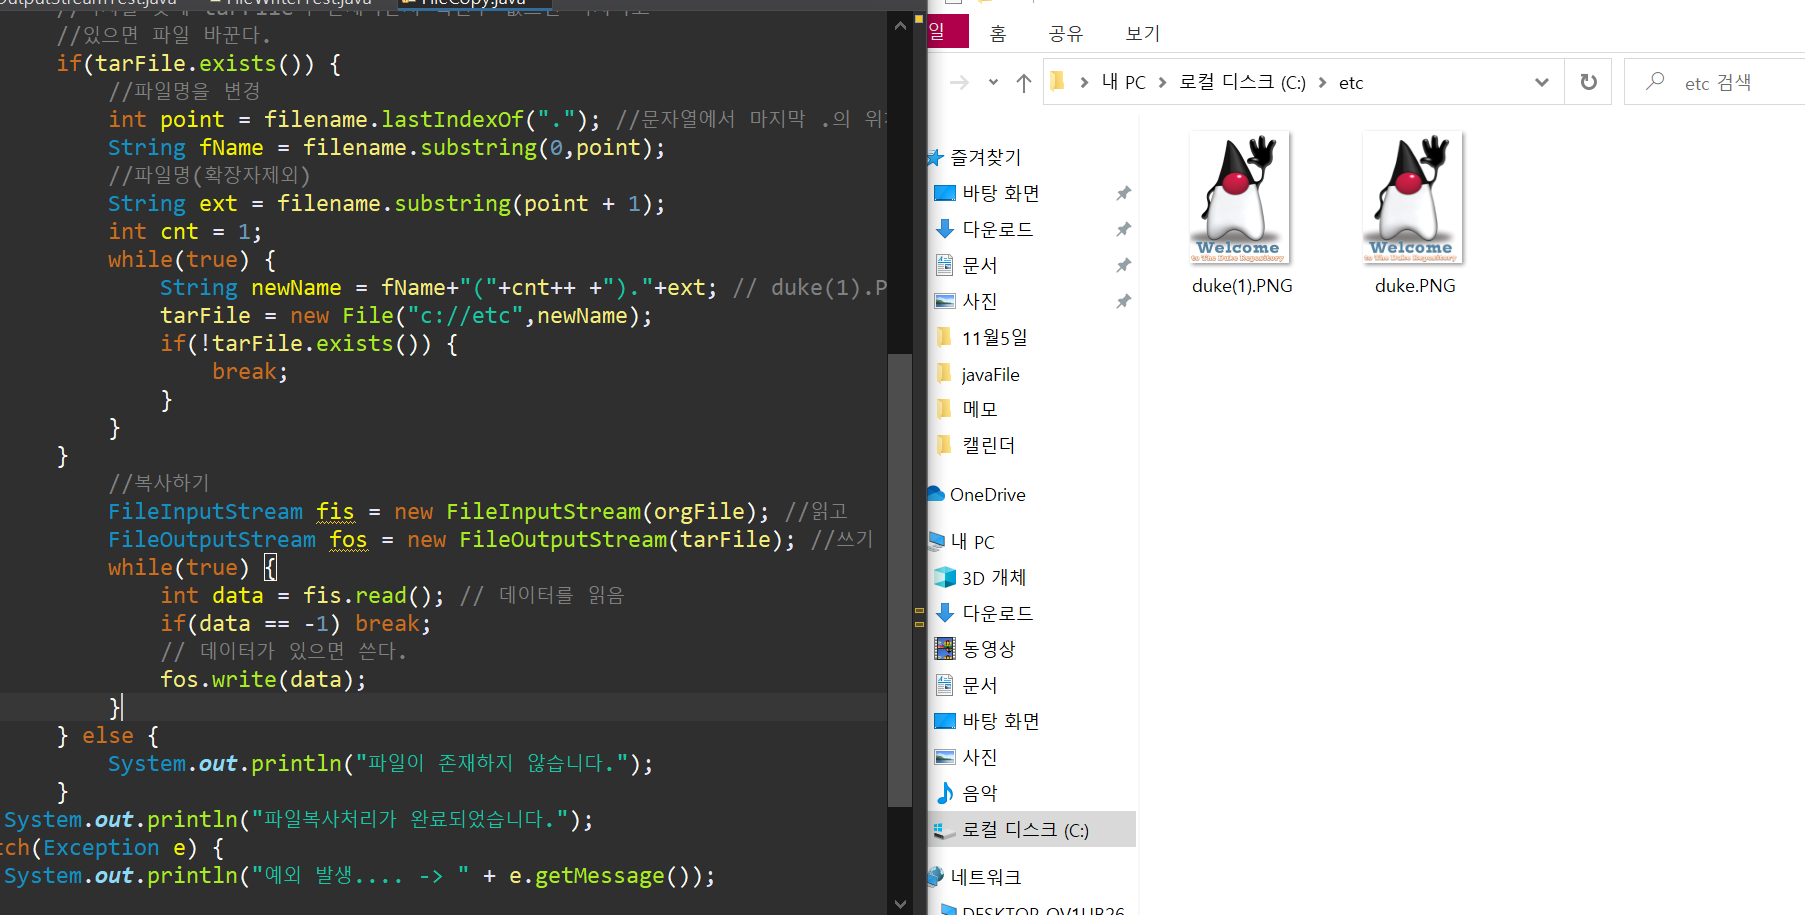 FileCopy.java
//있으면 파일 바꾼다.
if(tarFile.exists()) {
//파일명을 변경
int point = filename.lastIndexOf("."); //문자열에서 마지막 .의
String fName = filename.substring(0,point);
//파일명(확장자제외)
String ext = filename.substring(point + 1);
int cnt = 1;
while(true) {
String newName = fName+"("+cnt++ +")."+ext; // duke(1).P
tarFile = new File("c://etc",newName);
if(!tarFile.exists()) {
break;
}
}
}
//복사하기
FileInputStream fis = new FileInputStream(orgFile); //읽고
FileOutputStream fos = new FileOutputStream(tarFile); //쓰기
while(true) {
int data = fis.read(); // 데이터를 읽음
if(data == -1) break;
// 데이터가 있으면 쓴다.
fos.write(data);
}
} else {
System.out.println("파일이 존재하지 않습니다.");
}
System.out.println("파일복사처리가 완료되었습니다.");
tch(Exception e) {
System.out.println("예외 발생.... -> " + e.getMessage());
일 홈 공유 보기
내 PC 로컬 디스크 (C:) etc
etc 검색
즐겨찾기
바탕 화면
다운로드
문서
사진
11월5일
javaFile
메모
캘린더
OneDrive
내 PC
3D 개체
다운로드
동영상
문서
바탕 화면
사진
음악
로컬 디스크 (C:)
네트워크
Welcome
to The Duke Repository
duke(1).PNG
Welcome
to The Duke Repository
duke.PNG